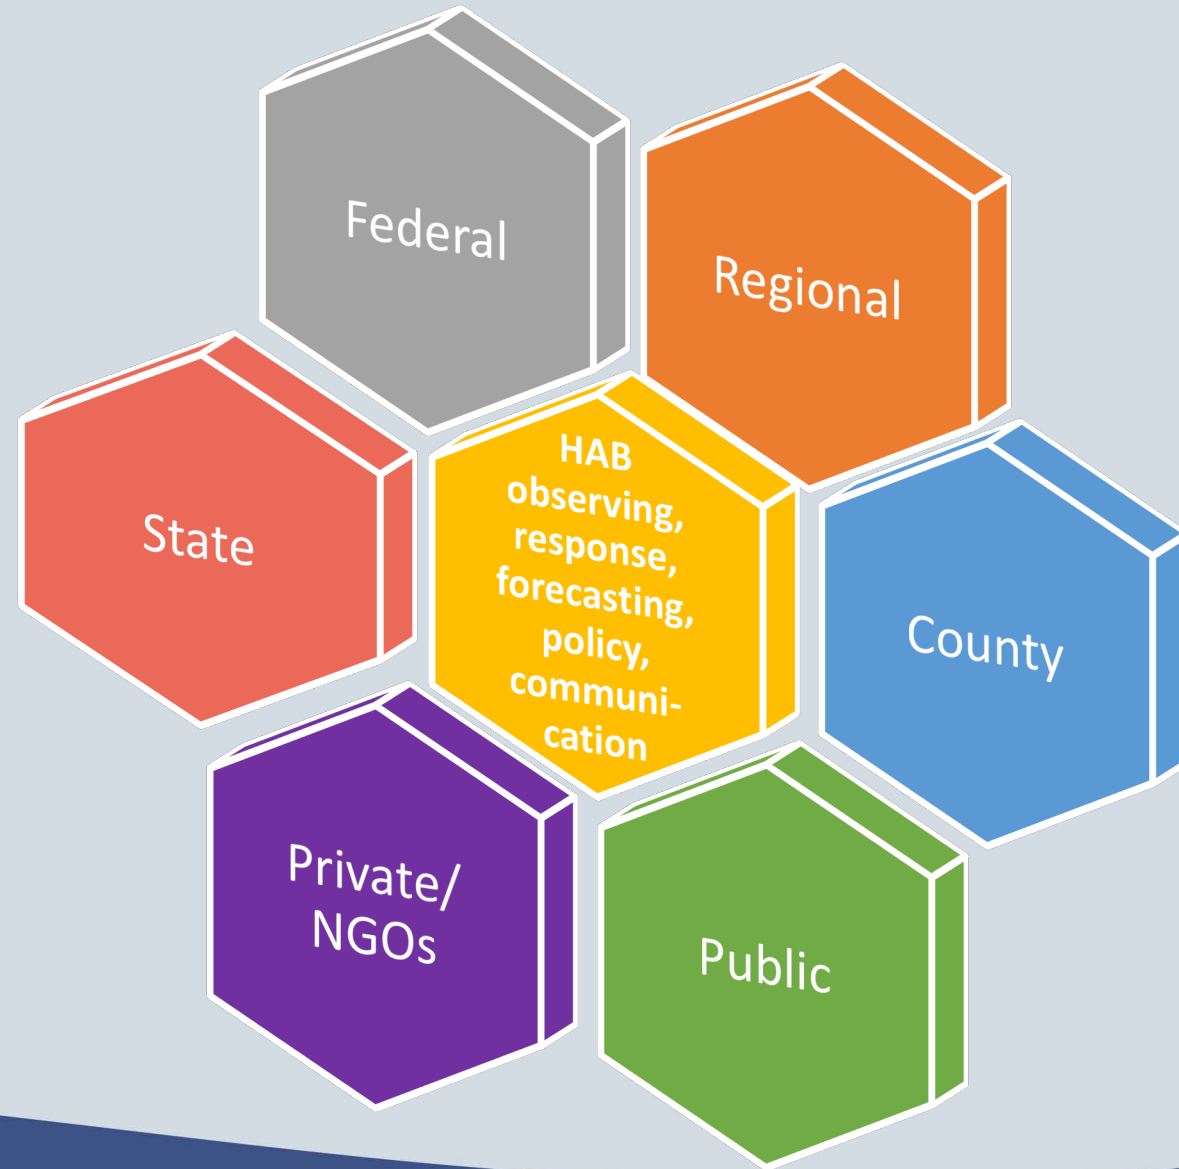 Federal
Regional
State
HAB
observing,
response,
forecasting,
policy,
communi-
cation
County
Private/
NGOs
Public